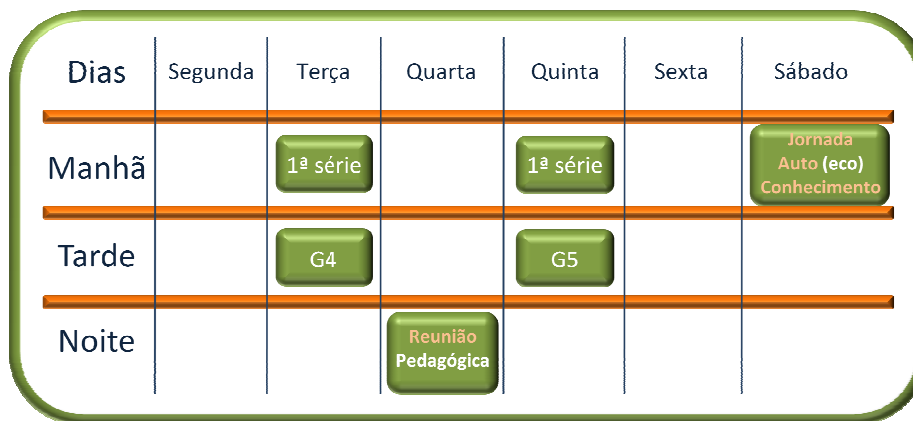 Dias Segunda Terça Quarta Quinta Sexta Sábado
Manhã 1ª série 1ª série Jornada
Auto (eco)
Conhecimento
Tarde G4 G5
Noite Reunião
Pedagógica